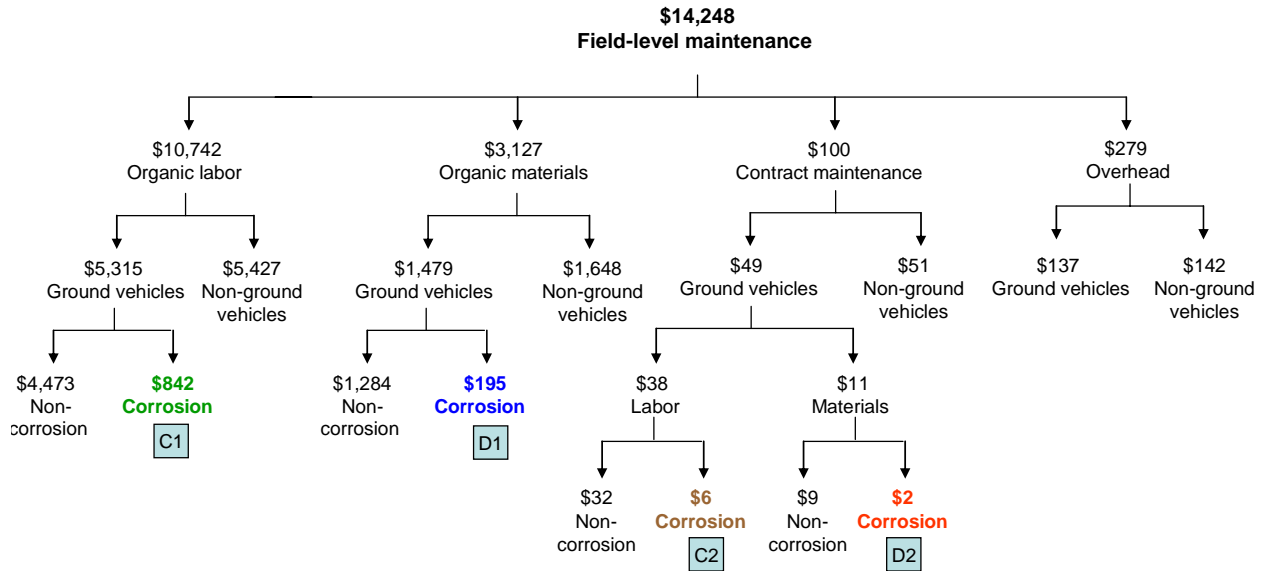 $14,248
Field-level maintenance
$10,742
Organic labor
$3,127
Organic materials
$100
Contract maintenance
$279
Overhead
$5,315
Ground vehicles
$5,427
Non-ground
vehicles
$1,479
Ground vehicles
$1,648
Non-ground
vehicles
$49
Ground vehicles
$51
Non-ground
vehicles
$137
Ground vehicles
$142
Non-ground
vehicles
$4,473
Non-
corrosion
$842
Corrosion
C1
$1,284
Non-
corrosion
$195
Corrosion
D1
$38
Labor
$11
Materials
$32
Non-
corrosion
$6
Corrosion
C2
$9
Non-
corrosion
$2
Corrosion
D2